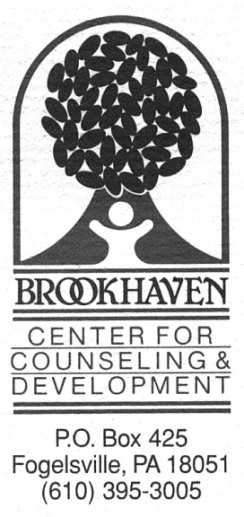 BROOKHAVEN
CENTER FOR
COUNSELING &
DEVELOPMENT
P.O. Box 425
Fogelsville, PA 18051
(610) 395-3005